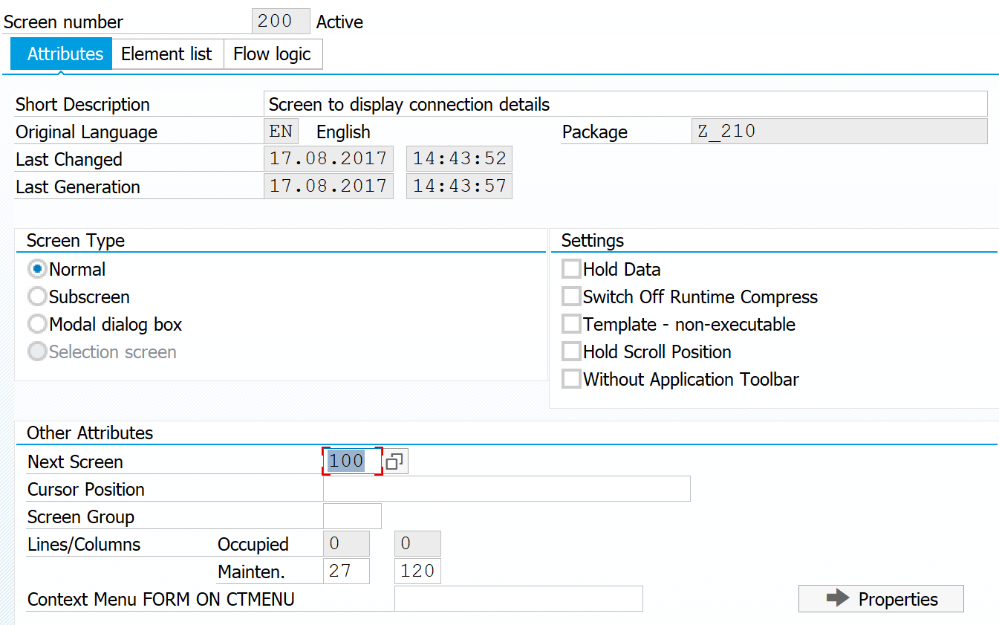 Screen number 200 Active
Attributes Element list Flow logic
Short Description Screen to display connection details
Original Language EN English Package Z_210
Last Changed 17.08.2017 14:43:52
Last Generation 17.08.2017 14:43:57
Screen Type
Normal
Subscreen
Modal dialog box
Selection screen
Settings
Hold Data
Switch Off Runtime Compress
Template - non-executable
Hold Scroll Position
Without Application Toolbar
Other Attributes
Next Screen 100
Cursor Position
Screen Group
Lines/Columns Occupied 0 0
Mainten. 27 120
Context Menu FORM ON CTMENU Properties